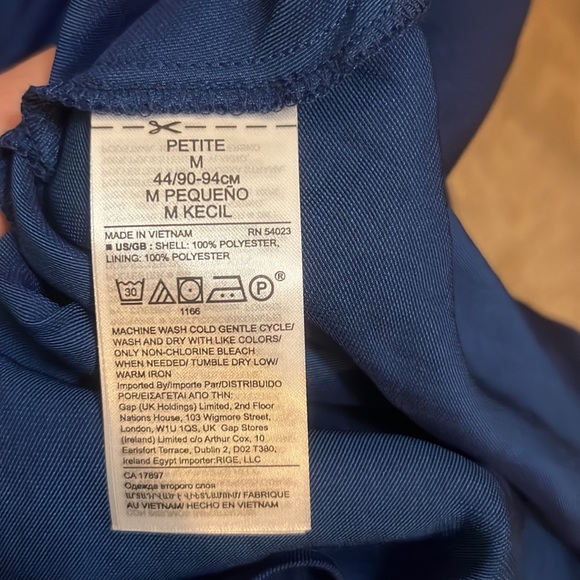 PETITE
M
44/90-94CM
M PEQUEÑO
M KECIL
MADE IN VIETNAM RN 54023
■ US/GB : SHELL: 100% POLYESTER,
LINING: 100% POLYESTER
30 P ®
1166
MACHINE WASH COLD GENTLE CYCLE/
WASH AND DRY WITH LIKE COLORS/
ONLY NON-CHLORINE BLEACH
WHEN NEEDED/ TUMBLE DRY LOW/
WARM IRON
Imported By/Importe Par/DISTRIBUIDO
POR/ΕΙΣΑΓΕΤΑΙ ΑΠΟ ΤΗΝ:
Gap (UK Holdings) Limited, 2nd Floor
Nations House, 103 Wigmore Street,
London, W1U 1QS, UK Gap Stores
(Ireland) Limited c/o Arthur Cox, 10
Earlsfort Terrace, Dublin 2, D02 T380,
Ireland Egypt Importer:RIGE, LLC
CA 17897
Одежда второго слоя
FABRIQUE
AU VIETNAM/ HECHO EN VIETNAM